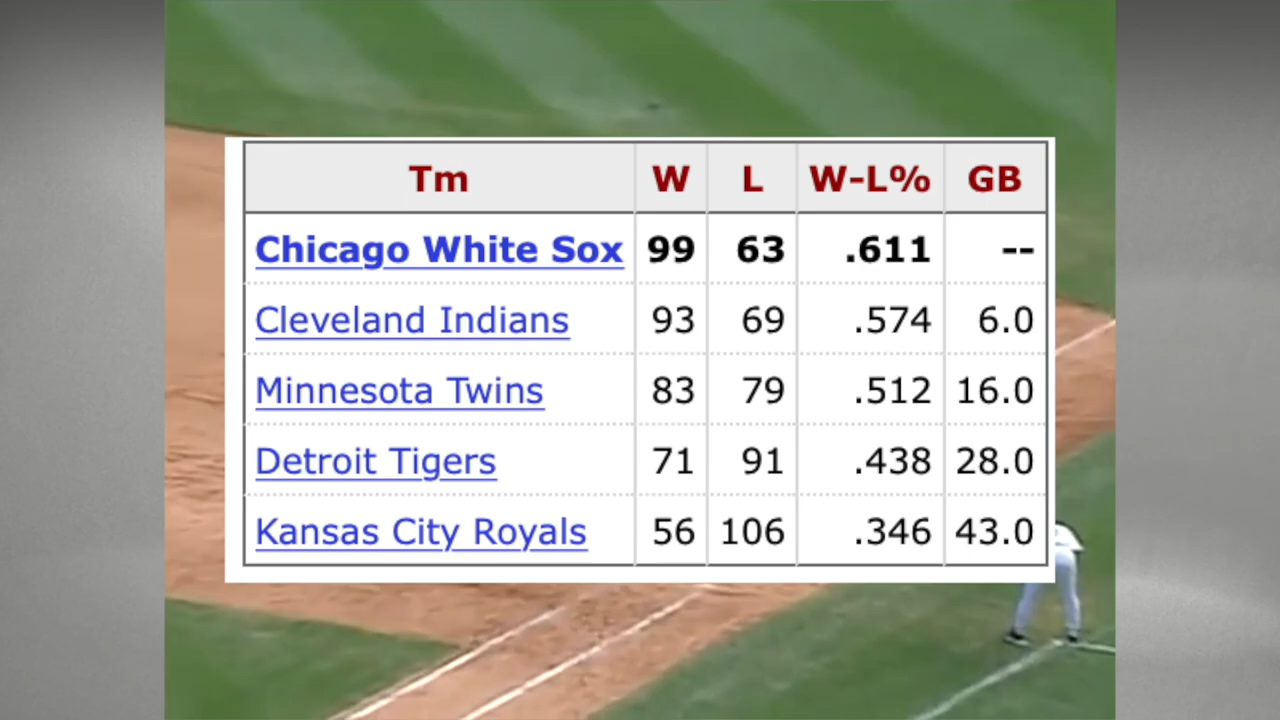 Tm W L W-L% GB
Chicago White Sox 99 63 .611 --
Cleveland Indians 93 69 .574 6.0
Minnesota Twins 83 79 .512 16.0
Detroit Tigers 71 91 .438 28.0
Kansas City Royals 56 106 .346 43.0